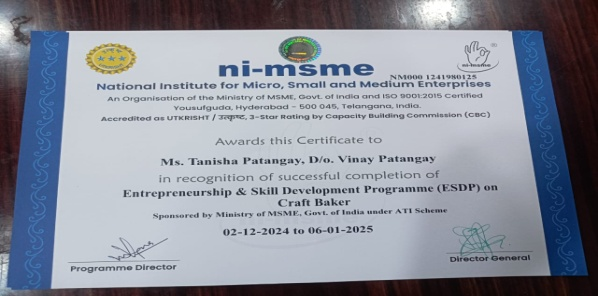 ni-msme
ni-msme
NM000 1241980125
National Institute for Micro, Small and Medium Enterprises
An Organisation of the Ministry of MSME, Govt. of India and ISO 9001:2015 Certified
Yousufguda, Hyderabad - 500 045, Telangana, India.
Accredited as UTKRISHT / उत्कृष्ट, 3-Star Rating by Capacity Building Commission (CBC)
Awards this Certificate to
Ms. Tanisha Patangay, D/o. Vinay Patangay
in recognition of successful completion of
Entrepreneurship & Skill Development Programme (ESDP) on
Craft Baker
Sponsored by Ministry of MSME, Govt. of India under ATI Scheme
02-12-2024 to 06-01-2025
Programme Director
Director General